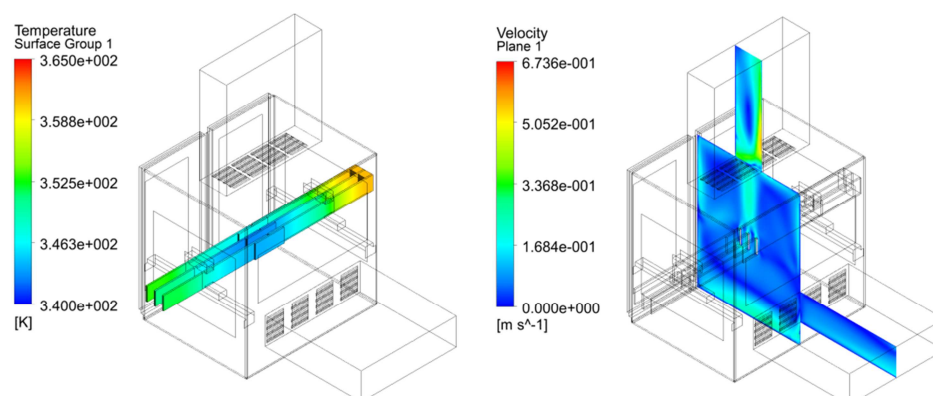 Temperature
Surface Group 1
3.650e+002
3.588e+002
3.525e+002
3.463e+002
3.400e+002
[K]
Velocity
Plane 1
6.736e-001
5.052e-001
3.368e-001
1.684e-001
0.000e+000
[m s^-1]